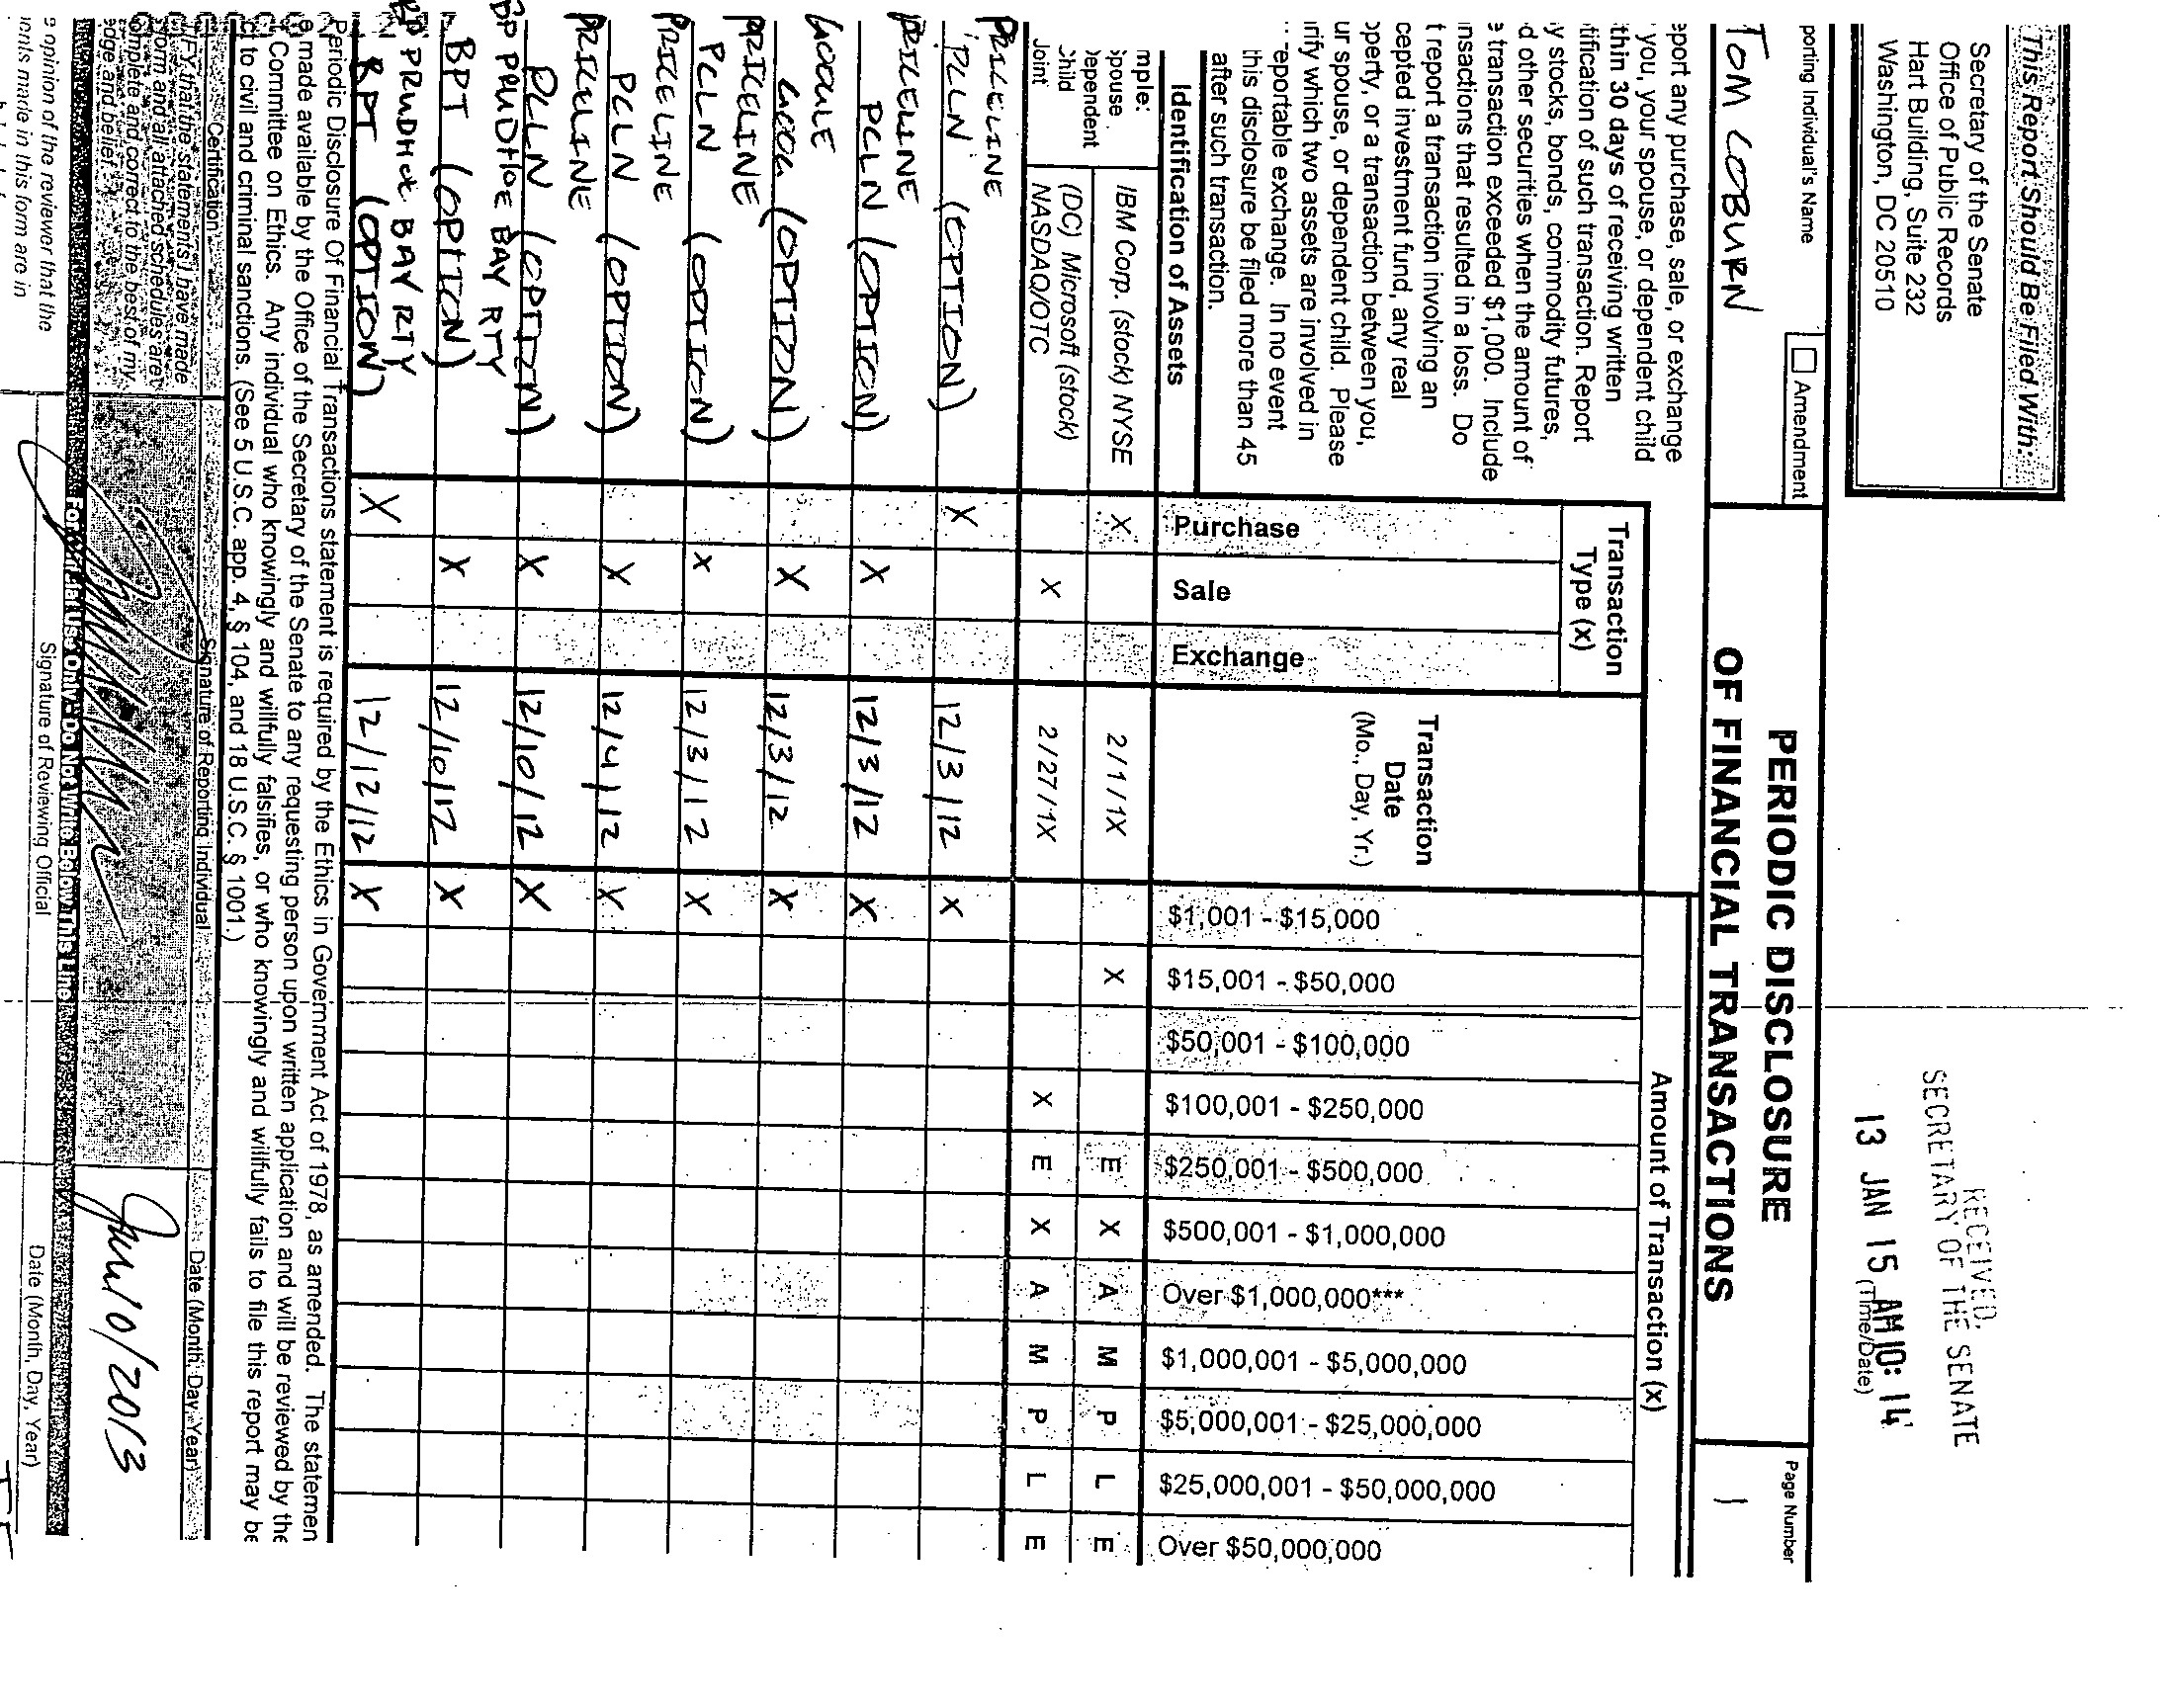 This Report Should Be Filed With:
Secretary of the Senate
Office of Public Records
Hart Building, Suite 232
Washington, DC 20510
RECEIVED
SECRETARY OF THE SENATE
13 JAN 15 AM 10:14
(Time/Date)
PERIODIC DISCLOSURE
OF FINANCIAL TRANSACTIONS
porting Individual's Name
Amendment
Page Number
TOM COBURN
1
eport any purchase, sale, or exchange
you, your spouse, or dependent child
thin 30 days of receiving written
tification of such transaction. Report
y stocks, bonds, commodity futures,
d other securities when the amount of
e transaction exceeded $1,000. Include
nsactions that resulted in a loss. Do
t report a transaction involving an
cepted investment fund, any real
operty, or a transaction between you,
ur spouse, or dependent child. Please
rify which two assets are involved in
reportable exchange. In no event
this disclosure be filed more than 45
after such transaction.
Transaction
Type (x)
Transaction
Date
(Mo., Day, Yr.)
Amount of Transaction (x)
Identification of Assets
Purchase
Sale
Exchange
$1,001 - $15,000
$15,001 - $50,000
$50,001 - $100,000
$100,001 - $250,000
$250,001 - $500,000
$500,001 - $1,000,000
Over $1,000,000***
$1,000,001 - $5,000,000
$5,000,001 - $25,000,000
$25,000,001 - $50,000,000
Over $50,000,000
mple:
Spouse
Dependent
Child
Joint
IBM Corp. (stock) NYSE X 2/1/1X X E X A M P L E
(DC) Microsoft (stock)
NASDAQ/OTC X 2/27/1X X E X A M P L E
PRICELINE
PCLN (OPTION) X 12/3/12 X
PRICELINE
PCLN (OPTION) X 12/3/12 X
GOOGLE
GOOG (OPTION) X 12/3/12 X
PRICELINE
PCLN (OPTION) X 12/3/12 X
PRICELINE
PCLN (OPTION) X 12/4/12 X
PRICELINE
PCLN (OPTION) X 12/10/12 X
BP PRUDHOE BAY RTY
BPT (OPTION) X 12/10/12 X
BP PRUDHOE BAY RTY
BPT (OPTION) X 12/12/12 X
Periodic Disclosure Of Financial Transactions statement is required by the Ethics in Government Act of 1978, as amended. The statemen
e made available by the Office of the Secretary of the Senate to any requesting person upon written application and will be reviewed by the
t Committee on Ethics. Any individual who knowingly and willfully falsifies, or who knowingly and willfully fails to file this report may be
ct to civil and criminal sanctions. (See 5 U.S.C. app. 4, § 104, and 18 U.S.C. § 1001.)
Certification
Signature of Reporting Individual
Date (Month, Day, Year)
IFY that the statements I have made
form and all attached schedules are
omplete and correct to the best of my
edge and belief.
Jan 10/2013
For Official Use Only Do Not Write Below This Line
e opinion of the reviewer that the
ments made in this form are in
Signature of Reviewing Official
Date (Month, Day, Year)